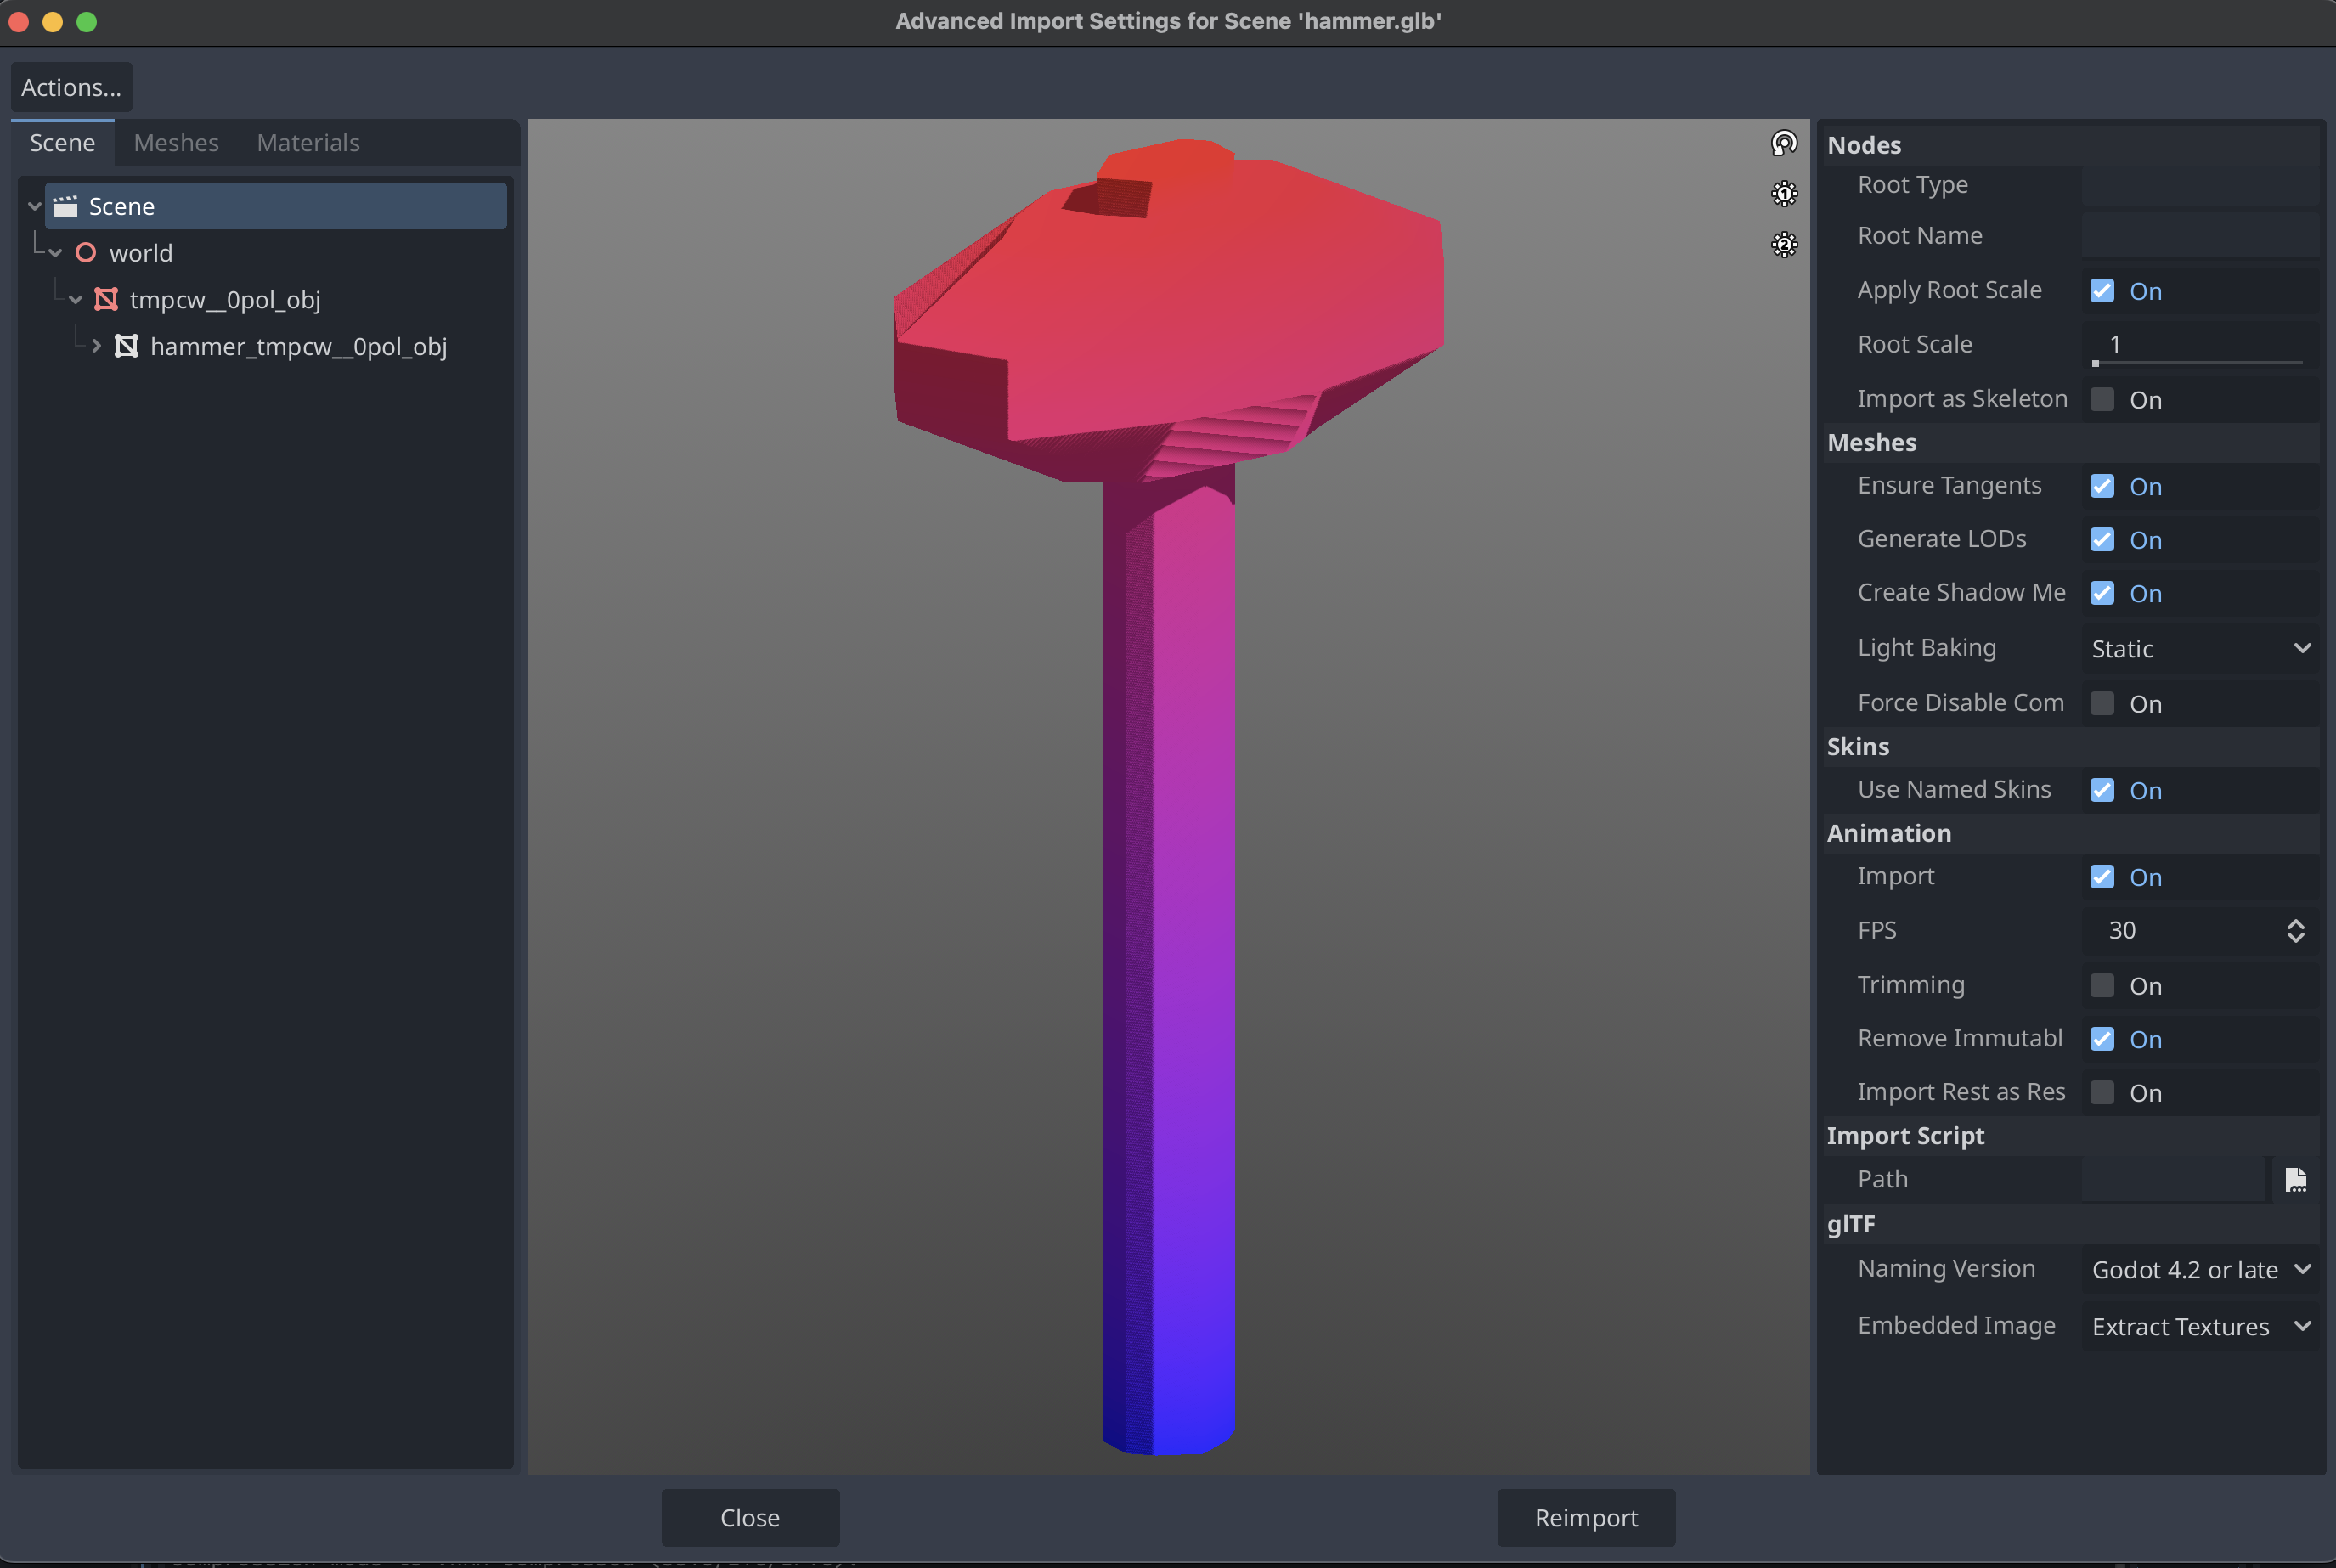 Advanced Import Settings for Scene 'hammer.glb'
Actions...
Scene Meshes Materials
Scene
world
tmpcw__0pol_obj
hammer_tmpcw__0pol_obj
1
2
Nodes
Root Type
Root Name
Apply Root Scale On
Root Scale 1
Import as Skeleton On
Meshes
Ensure Tangents On
Generate LODs On
Create Shadow Me On
Light Baking Static
Force Disable Com On
Skins
Use Named Skins On
Animation
Import On
FPS 30
Trimming On
Remove Immutabl On
Import Rest as Res On
Import Script
Path
glTF
Naming Version Godot 4.2 or late
Embedded Image Extract Textures
Close Reimport